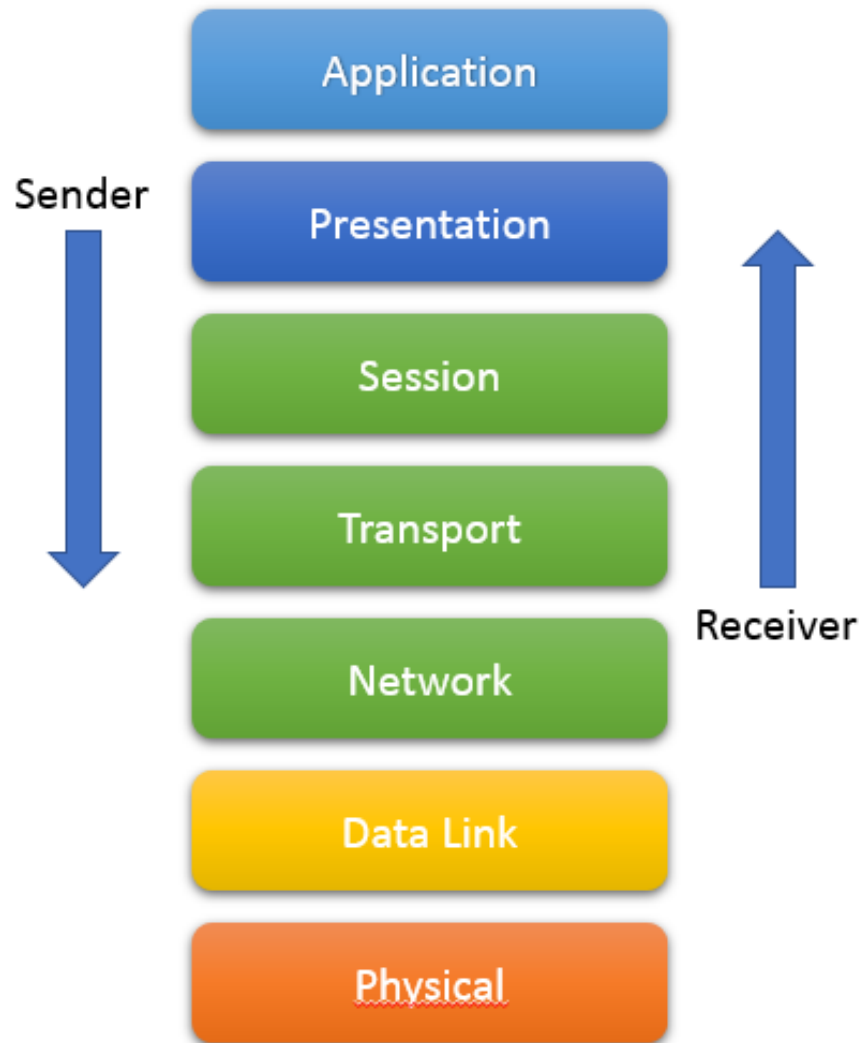 Application
Sender
Presentation
Session
Transport
Receiver
Network
Data Link
Physical